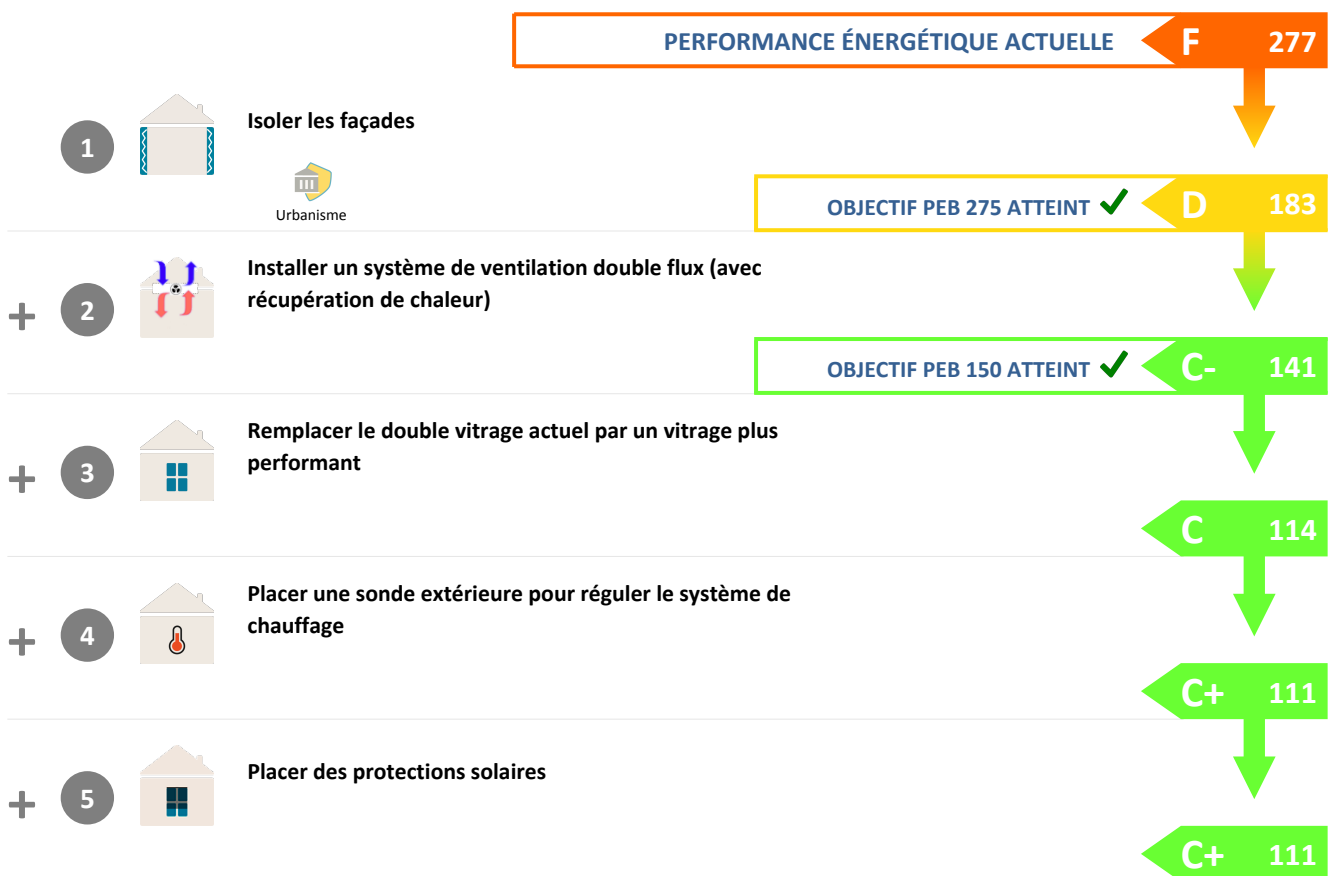 PERFORMANCE ÉNERGÉTIQUE ACTUELLE F 277
1 Isoler les façades
Urbanisme
OBJECTIF PEB 275 ATTEINT D 183
+ 2 Installer un système de ventilation double flux (avec
récupération de chaleur)
OBJECTIF PEB 150 ATTEINT C- 141
+ 3 Remplacer le double vitrage actuel par un vitrage plus
performant
C 114
+ 4 Placer une sonde extérieure pour réguler le système de
chauffage
C+ 111
+ 5 Placer des protections solaires
C+ 111